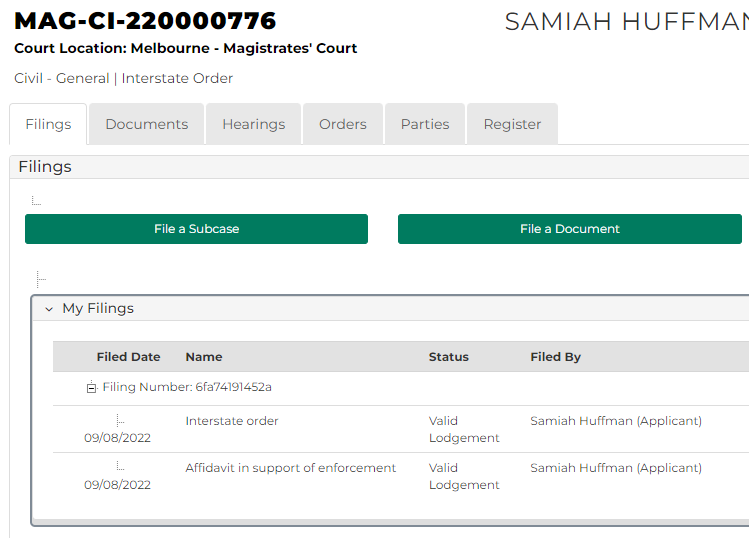 MAG-CI-220000776
SAMIAH HUFFMAN
Court Location: Melbourne - Magistrates' Court
Civil - General | Interstate Order
Filings Documents Hearings Orders Parties Register
Filings
File a Subcase File a Document
My Filings
Filed Date Name Status Filed By
Filing Number: 6fa74191452a
09/08/2022 Interstate order Valid Lodgement Samiah Huffman (Applicant)
09/08/2022 Affidavit in support of enforcement Valid Lodgement Samiah Huffman (Applicant)